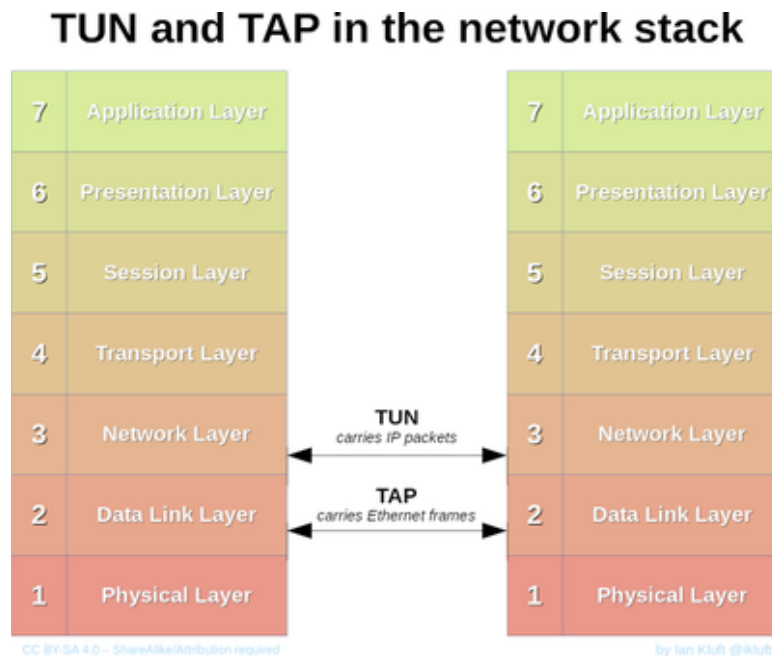 TUN and TAP in the network stack
7 Application Layer
6 Presentation Layer
5 Session Layer
4 Transport Layer
3 Network Layer
2 Data Link Layer
1 Physical Layer
TUN
carries IP packets
TAP
carries Ethernet frames
7 Application Layer
6 Presentation Layer
5 Session Layer
4 Transport Layer
3 Network Layer
2 Data Link Layer
1 Physical Layer
CC BY-SA 4.0 – ShareAlike/Attribution required
by Ian Kluft @ikluft